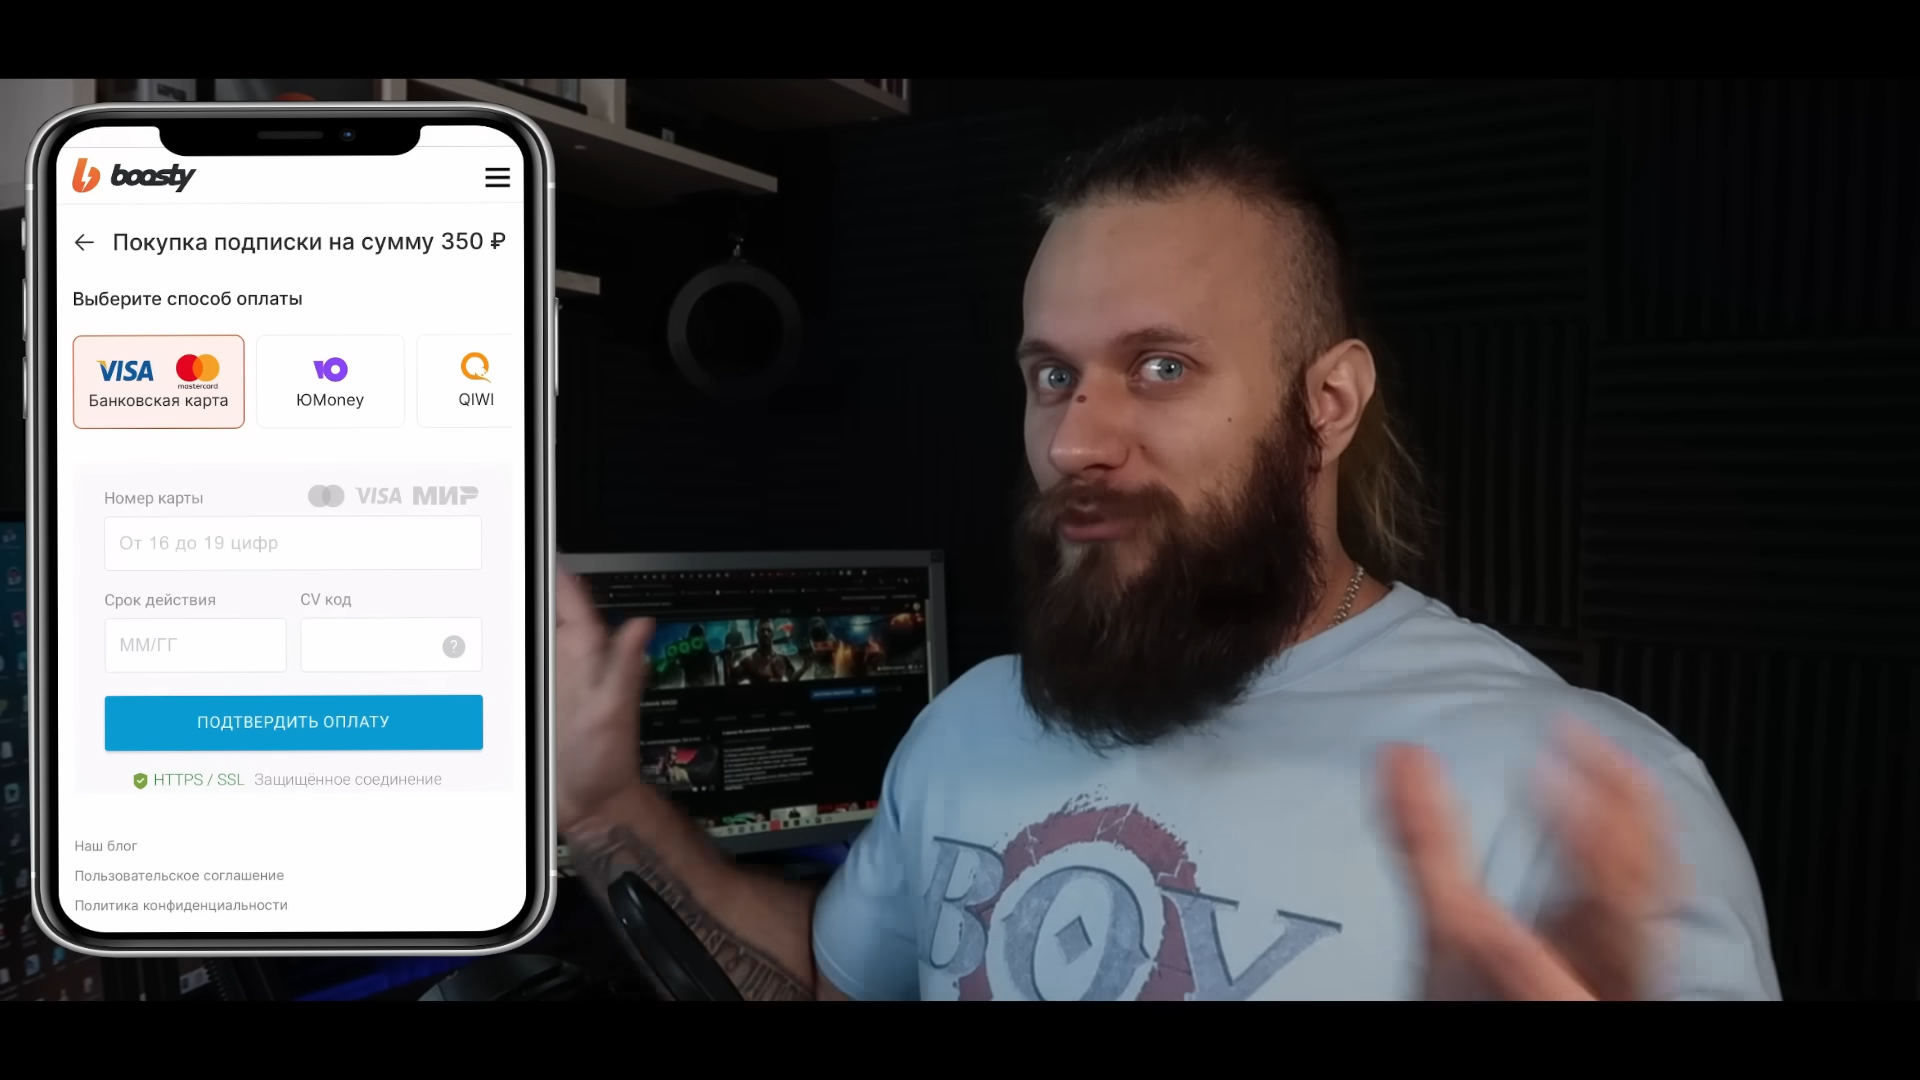 boosty
Покупка подписки на сумму 350 ₽
Выберите способ оплаты
VISA mastercard
Банковская карта
ЮMoney
QIWI
Номер карты VISA МИР
От 16 до 19 цифр
Срок действия CV код
ММ/ГГ ?
ПОДТВЕРДИТЬ ОПЛАТУ
HTTPS / SSL Защищённое соединение
Наш блог
Пользовательское соглашение
Политика конфиденциальности
BOY